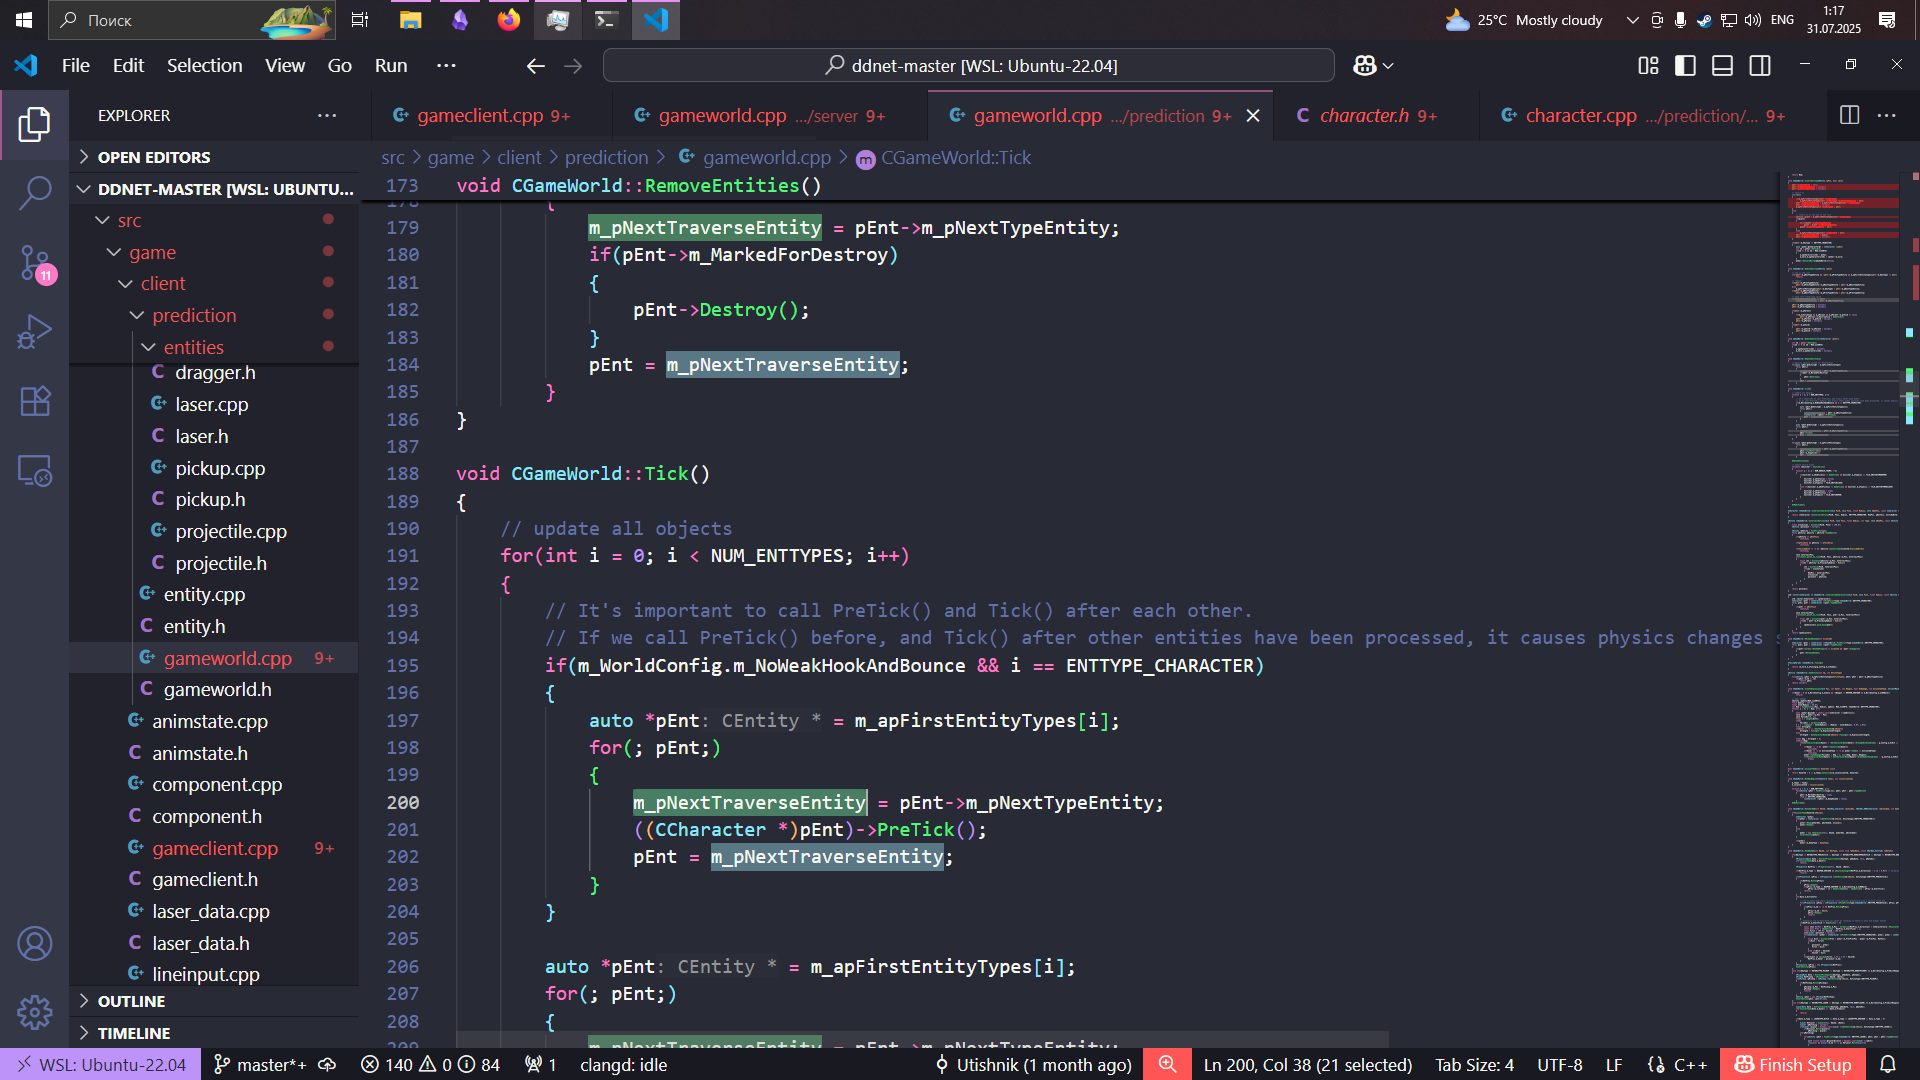 Поиск
25°C Mostly cloudy
ENG
1:17
31.07.2025
File Edit Selection View Go Run ···
ddnet-master [WSL: Ubuntu-22.04]
EXPLORER
gameclient.cpp 9+
gameworld.cpp .../server 9+
gameworld.cpp .../prediction 9+
character.h 9+
character.cpp .../prediction/... 9+
OPEN EDITORS
DDNET-MASTER [WSL: UBUNTU...
src
game
client
prediction
entities
dragger.h
laser.cpp
laser.h
pickup.cpp
pickup.h
projectile.cpp
projectile.h
entity.cpp
entity.h
gameworld.cpp 9+
gameworld.h
animstate.cpp
animstate.h
component.cpp
component.h
gameclient.cpp 9+
gameclient.h
laser_data.cpp
laser_data.h
lineinput.cpp
OUTLINE
TIMELINE
11
src > game > client > prediction > gameworld.cpp > CGameWorld::Tick
173 void CGameWorld::RemoveEntities()
178 {
179 m_pNextTraverseEntity = pEnt->m_pNextTypeEntity;
180 if(pEnt->m_MarkedForDestroy)
181 {
182 pEnt->Destroy();
183 }
184 pEnt = m_pNextTraverseEntity;
185 }
186 }
187
188 void CGameWorld::Tick()
189 {
190 // update all objects
191 for(int i = 0; i < NUM_ENTTYPES; i++)
192 {
193 // It's important to call PreTick() and Tick() after each other.
194 // If we call PreTick() before, and Tick() after other entities have been processed, it causes physics changes
195 if(m_WorldConfig.m_NoWeakHookAndBounce && i == ENTTYPE_CHARACTER)
196 {
197 auto *pEnt: CEntity * = m_apFirstEntityTypes[i];
198 for(; pEnt;)
199 {
200 m_pNextTraverseEntity = pEnt->m_pNextTypeEntity;
201 ((CCharacter *)pEnt)->PreTick();
202 pEnt = m_pNextTraverseEntity;
203 }
204 }
205
206 auto *pEnt: CEntity * = m_apFirstEntityTypes[i];
207 for(; pEnt;)
208 {
209 m_pNextTraverseEntity = pEnt->m_pNextTypeEntity;
WSL: Ubuntu-22.04 master*+ 140 0 84 1 clangd: idle Utishnik (1 month ago) Ln 200, Col 38 (21 selected) Tab Size: 4 UTF-8 LF C++ Finish Setup